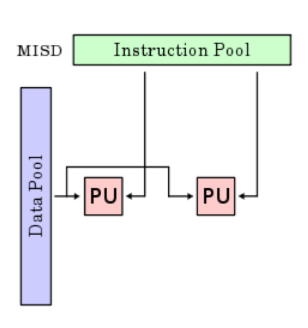 MISD
Instruction Pool
Data Pool
PU
PU